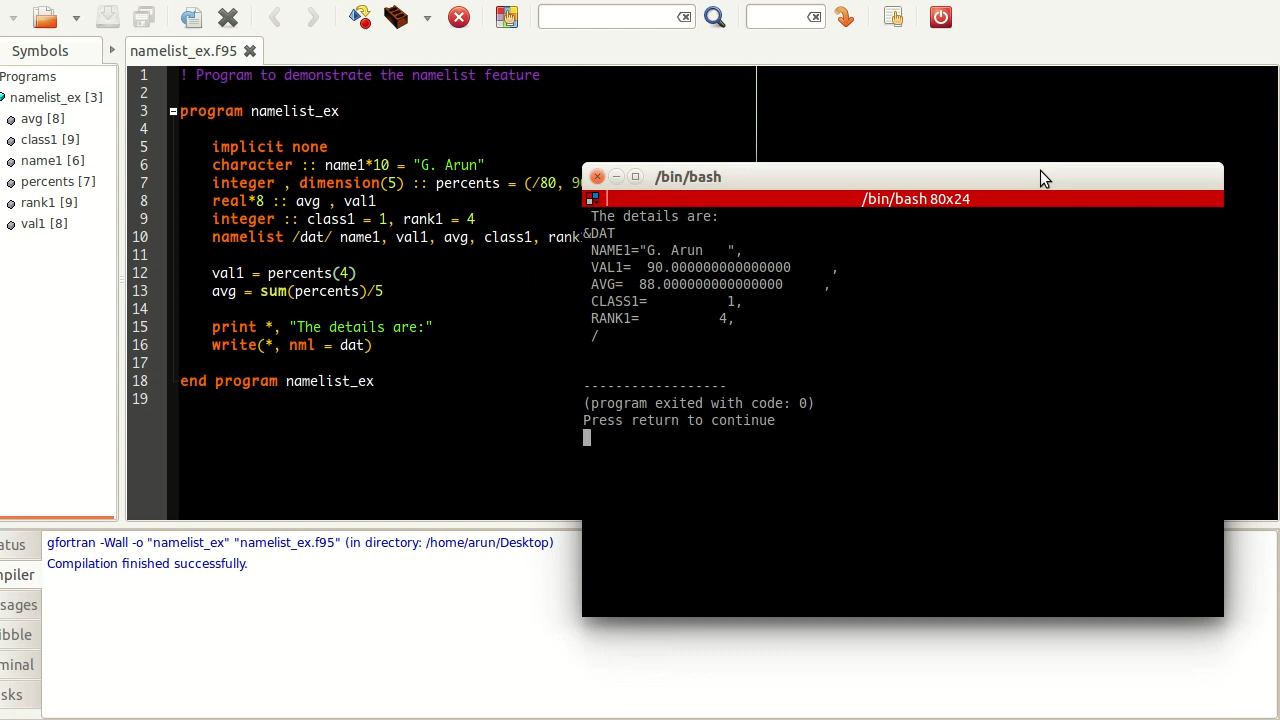 Symbols
namelist_ex.f95
Programs
namelist_ex [3]
avg [8]
class1 [9]
name1 [6]
percents [7]
rank1 [9]
val1 [8]
1 ! Program to demonstrate the namelist feature
2
3 program namelist_ex
4
5 implicit none
6 character :: name1*10 = "G. Arun"
7 integer , dimension(5) :: percents = (/80, 90
8 real*8 :: avg , val1
9 integer :: class1 = 1, rank1 = 4
10 namelist /dat/ name1, val1, avg, class1, rank
11
12 val1 = percents(4)
13 avg = sum(percents)/5
14
15 print *, "The details are:"
16 write(*, nml = dat)
17
18 end program namelist_ex
19
/bin/bash
/bin/bash 80x24
The details are:
&DAT
NAME1="G. Arun   ",
VAL1=  90.000000000000000     ,
AVG=  88.000000000000000     ,
CLASS1=          1,
RANK1=          4,
/
------------------
(program exited with code: 0)
Press return to continue
atus
mpiler
sages
ibble
minal
sks
gfortran -Wall -o "namelist_ex" "namelist_ex.f95" (in directory: /home/arun/Desktop)
Compilation finished successfully.